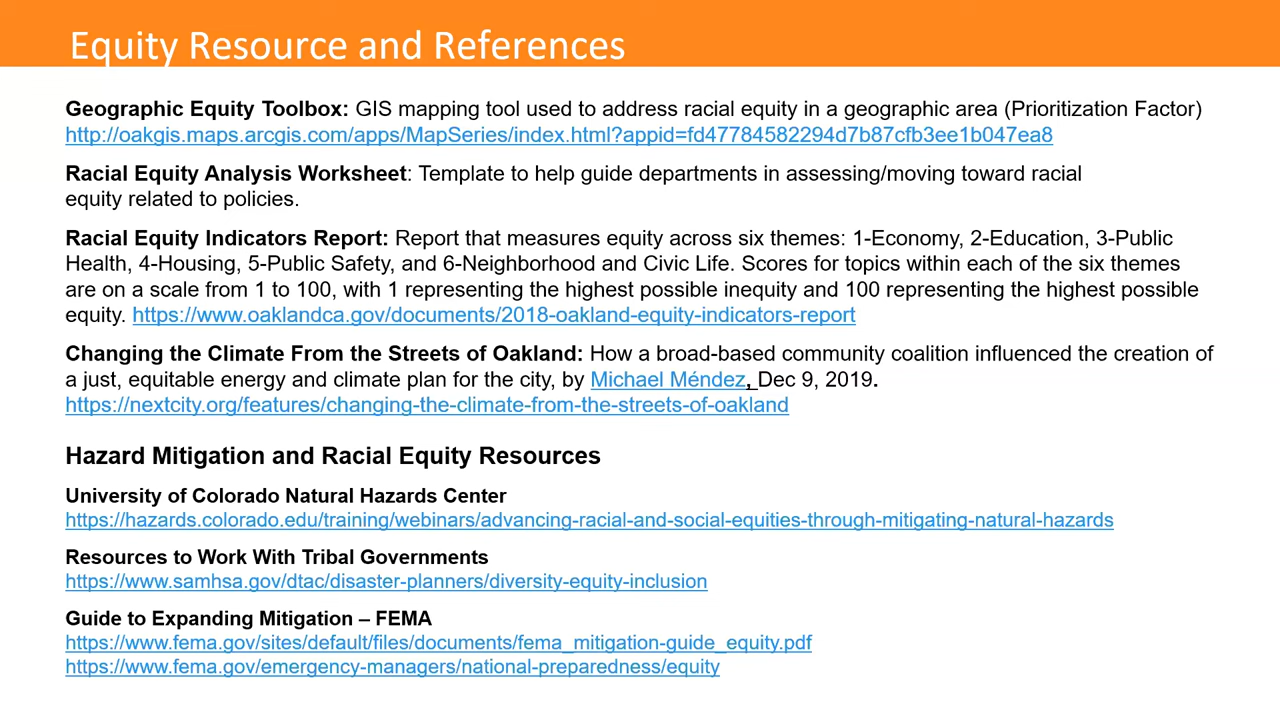 Equity Resource and References
Geographic Equity Toolbox: GIS mapping tool used to address racial equity in a geographic area (Prioritization Factor)
http://oakgis.maps.arcgis.com/apps/MapSeries/index.html?appid=fd47784582294d7b87cfb3ee1b047ea8
Racial Equity Analysis Worksheet: Template to help guide departments in assessing/moving toward racial
equity related to policies.
Racial Equity Indicators Report: Report that measures equity across six themes: 1-Economy, 2-Education, 3-Public
Health, 4-Housing, 5-Public Safety, and 6-Neighborhood and Civic Life. Scores for topics within each of the six themes
are on a scale from 1 to 100, with 1 representing the highest possible inequity and 100 representing the highest possible
equity. https://www.oaklandca.gov/documents/2018-oakland-equity-indicators-report
Changing the Climate From the Streets of Oakland: How a broad-based community coalition influenced the creation of
a just, equitable energy and climate plan for the city, by Michael Méndez, Dec 9, 2019.
https://nextcity.org/features/changing-the-climate-from-the-streets-of-oakland
Hazard Mitigation and Racial Equity Resources
University of Colorado Natural Hazards Center
https://hazards.colorado.edu/training/webinars/advancing-racial-and-social-equities-through-mitigating-natural-hazards
Resources to Work With Tribal Governments
https://www.samhsa.gov/dtac/disaster-planners/diversity-equity-inclusion
Guide to Expanding Mitigation – FEMA
https://www.fema.gov/sites/default/files/documents/fema_mitigation-guide_equity.pdf
https://www.fema.gov/emergency-managers/national-preparedness/equity